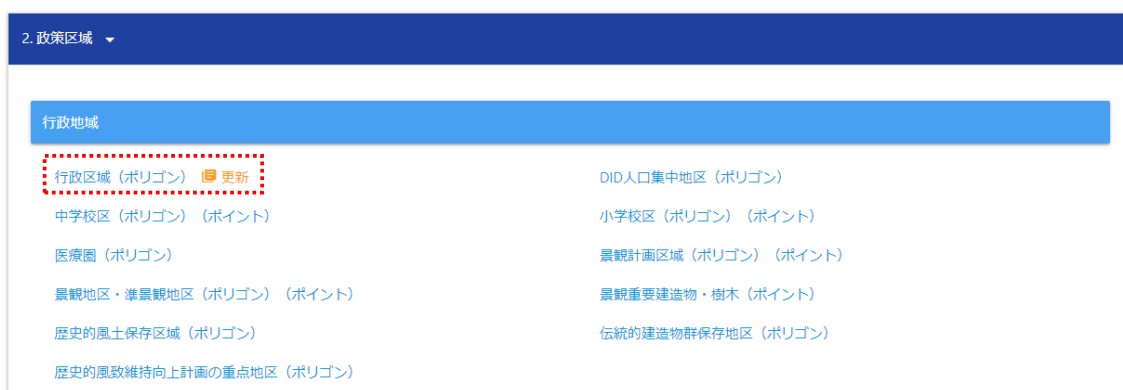 2. 政策区域
行政地域
行政区域（ポリゴン） 更新
DID人口集中地区（ポリゴン）
中学校区（ポリゴン）（ポイント）
小学校区（ポリゴン）（ポイント）
医療圏（ポリゴン）
景観計画区域（ポリゴン）（ポイント）
景観地区・準景観地区（ポリゴン）（ポイント）
景観重要建造物・樹木（ポイント）
歴史的風土保存区域（ポリゴン）
伝統的建造物群保存地区（ポリゴン）
歴史的風致維持向上計画の重点地区（ポリゴン）